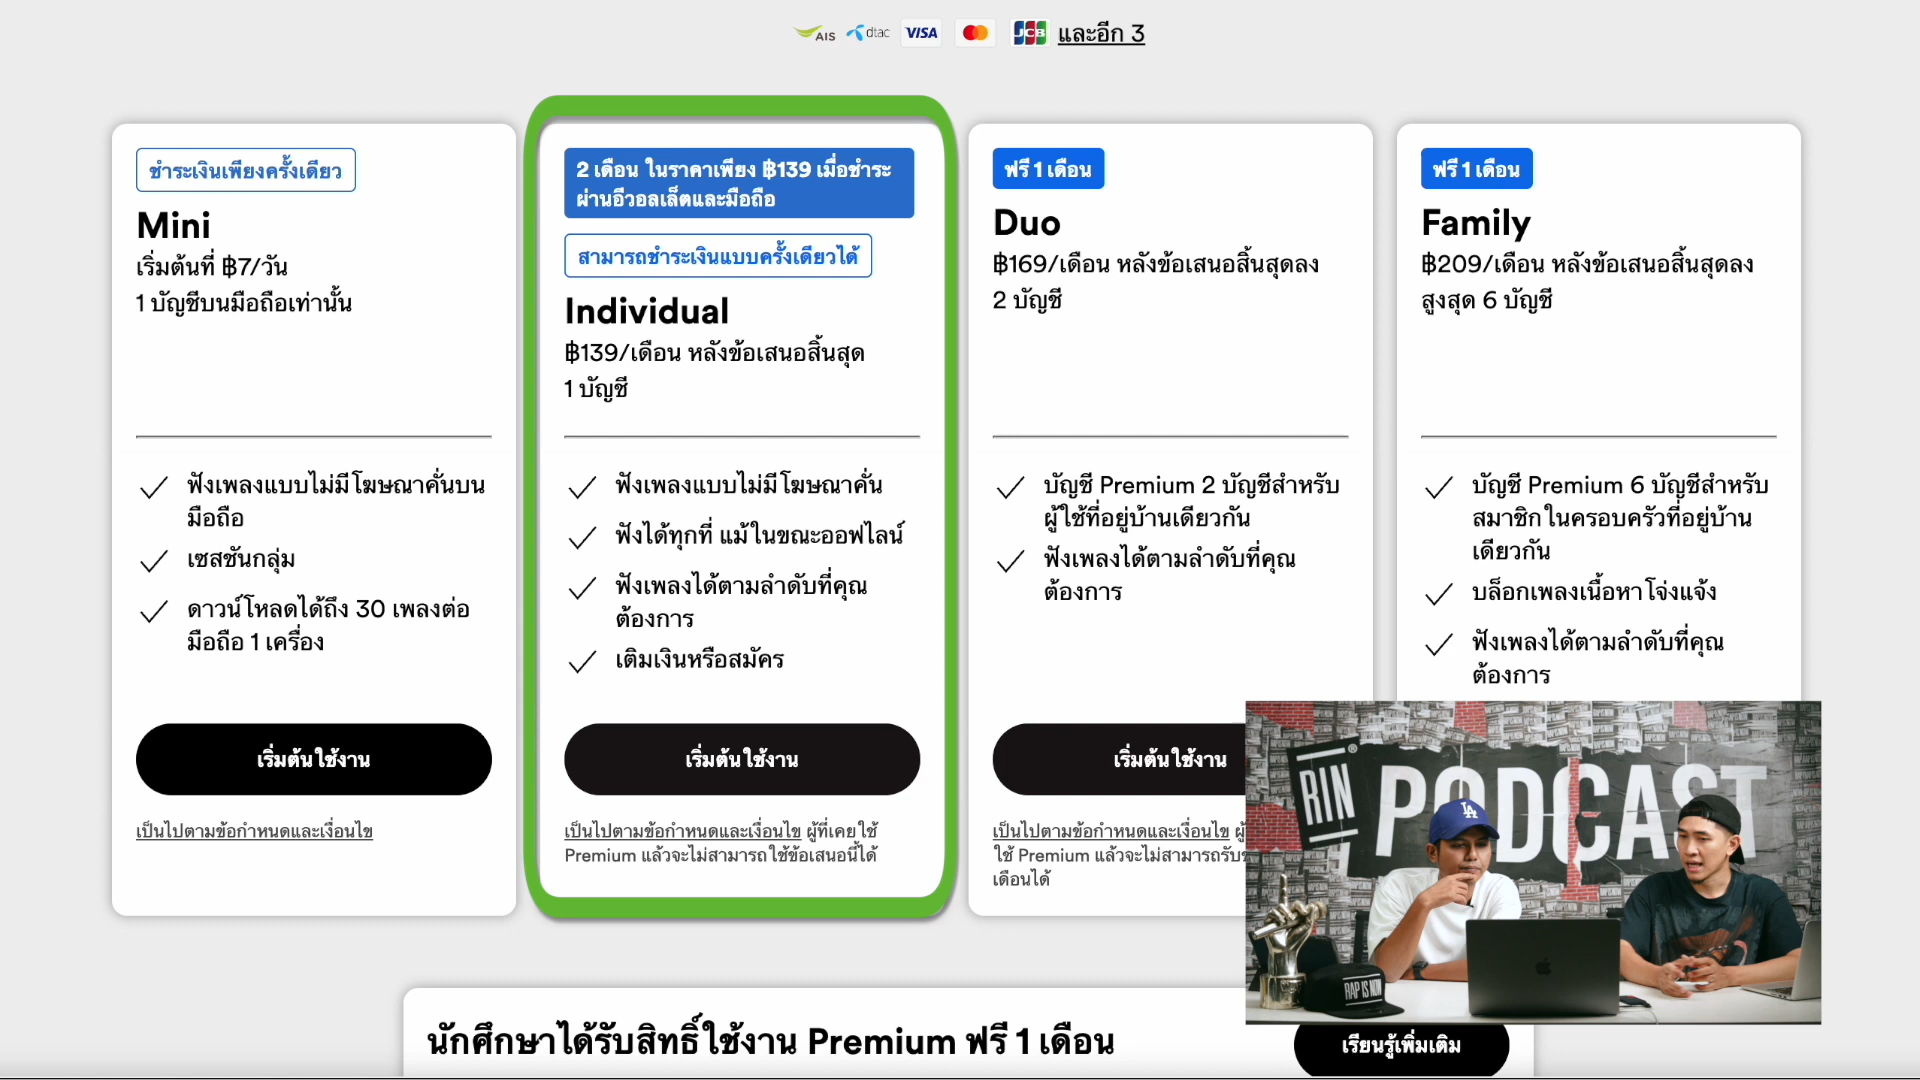 AIS dtac VISA JCB และอีก 3
ชำระเงินเพียงครั้งเดียว
Mini
เริ่มต้นที่ ฿7/วัน
1 บัญชีบนมือถือเท่านั้น
ฟังเพลงแบบไม่มีโฆษณาคั่นบน
มือถือ
เซสชันกลุ่ม
ดาวน์โหลดได้ถึง 30 เพลงต่อ
มือถือ 1 เครื่อง
เริ่มต้นใช้งาน
เป็นไปตามข้อกำหนดและเงื่อนไข
2 เดือน ในราคาเพียง ฿139 เมื่อชำระ
ผ่านอีวอลเล็ตและมือถือ
สามารถชำระเงินแบบครั้งเดียวได้
Individual
฿139/เดือน หลังข้อเสนอสิ้นสุด
1 บัญชี
ฟังเพลงแบบไม่มีโฆษณาคั่น
ฟังได้ทุกที่ แม้ในขณะออฟไลน์
ฟังเพลงได้ตามลำดับที่คุณ
ต้องการ
เติมเงินหรือสมัคร
เริ่มต้นใช้งาน
เป็นไปตามข้อกำหนดและเงื่อนไข ผู้ที่เคยใช้
Premium แล้วจะไม่สามารถใช้ข้อเสนอนี้ได้
ฟรี 1 เดือน
Duo
฿169/เดือน หลังข้อเสนอสิ้นสุดลง
2 บัญชี
บัญชี Premium 2 บัญชีสำหรับ
ผู้ใช้ที่อยู่บ้านเดียวกัน
ฟังเพลงได้ตามลำดับที่คุณ
ต้องการ
เริ่มต้นใช้งาน
เป็นไปตามข้อกำหนดและเงื่อนไข
ใช้ Premium แล้วจะไม่สามารถรับ
เดือนได้
ฟรี 1 เดือน
Family
฿209/เดือน หลังข้อเสนอสิ้นสุดลง
สูงสุด 6 บัญชี
บัญชี Premium 6 บัญชีสำหรับ
สมาชิกในครอบครัวที่อยู่บ้าน
เดียวกัน
บล็อกเพลงเนื้อหาโจ่งแจ้ง
ฟังเพลงได้ตามลำดับที่คุณ
ต้องการ
RIN PODCAST
LA
RAP IS NOW
นักศึกษาได้รับสิทธิ์ใช้งาน Premium ฟรี 1 เดือน
เรียนรู้เพิ่มเติม